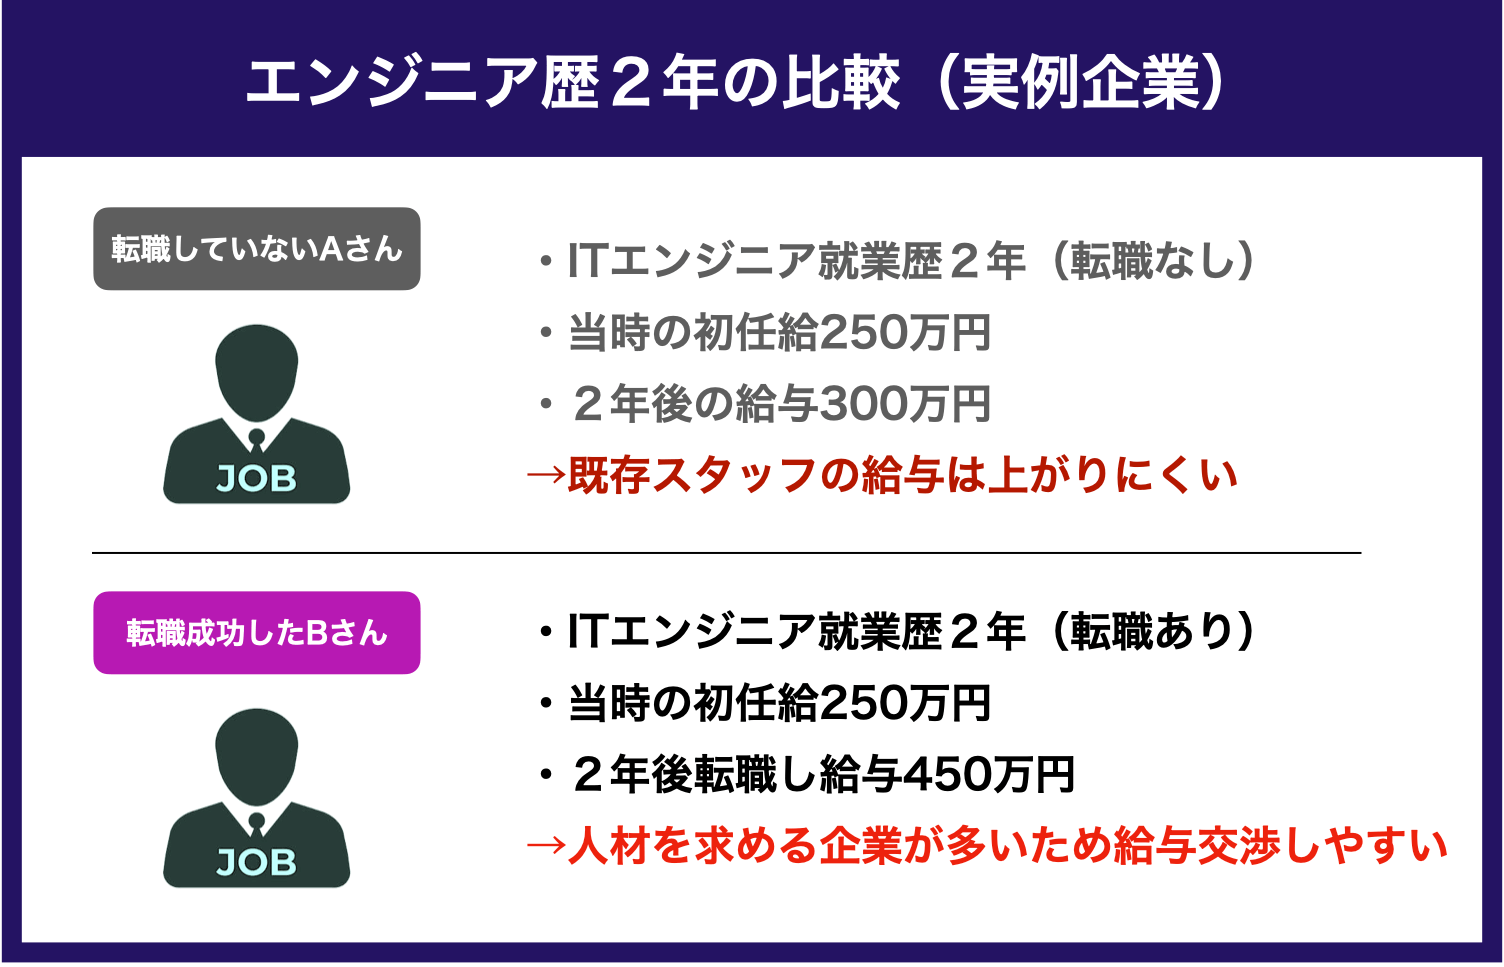 エンジニア歴２年の比較（実例企業）
転職していないAさん
・ITエンジニア就業歴２年（転職なし）
・当時の初任給250万円
・２年後の給与300万円
→既存スタッフの給与は上がりにくい
JOB
転職成功したBさん
・ITエンジニア就業歴２年（転職あり）
・当時の初任給250万円
・２年後転職し給与450万円
→人材を求める企業が多いため給与交渉しやすい
JOB